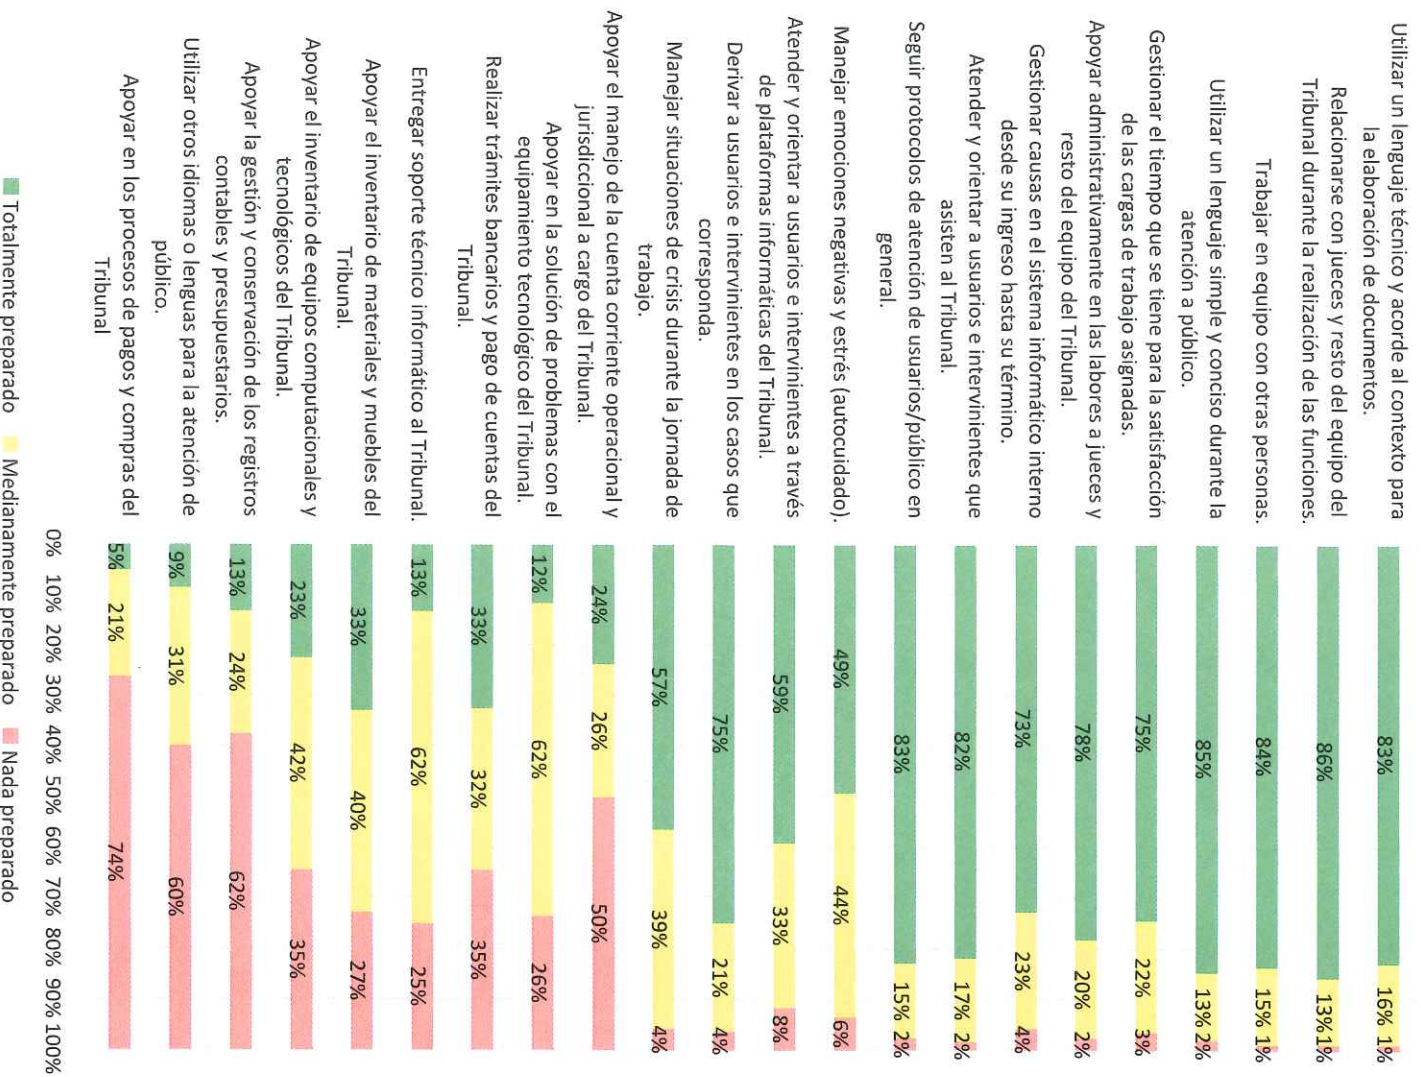 Utilizar un lenguaje técnico y acorde al contexto para
la elaboración de documentos.
83% 16% 1%
Relacionarse con jueces y resto del equipo del
Tribunal durante la realización de las funciones.
86% 13% 1%
Trabajar en equipo con otras personas.
84% 15% 1%
Utilizar un lenguaje simple y conciso durante la
atención a público.
85% 13% 2%
Gestionar el tiempo que se tiene para la satisfacción
de las cargas de trabajo asignadas.
75% 22% 3%
Apoyar administrativamente en las labores a jueces y
resto del equipo del Tribunal.
78% 20% 2%
Gestionar causas en el sistema informático interno
desde su ingreso hasta su término.
73% 23% 4%
Atender y orientar a usuarios e intervinientes que
asisten al Tribunal.
82% 17% 2%
Seguir protocolos de atención de usuarios/público en
general.
83% 15% 2%
Manejar emociones negativas y estrés (autocuidado).
49% 44% 6%
Atender y orientar a usuarios e intervinientes a través
de plataformas informáticas del Tribunal.
59% 33% 8%
Derivar a usuarios e intervinientes en los casos que
corresponda.
75% 21% 4%
Manejar situaciones de crisis durante la jornada de
trabajo.
57% 39% 4%
Apoyar el manejo de la cuenta corriente operacional y
jurisdiccional a cargo del Tribunal.
24% 26% 50%
Apoyar en la solución de problemas con el
equipamiento tecnológico del Tribunal.
12% 62% 26%
Realizar trámites bancarios y pago de cuentas del
Tribunal.
33% 32% 35%
Entregar soporte técnico informático al Tribunal.
13% 62% 25%
Apoyar el inventario de materiales y muebles del
Tribunal.
33% 40% 27%
Apoyar el inventario de equipos computacionales y
tecnológicos del Tribunal.
23% 42% 35%
Apoyar la gestión y conservación de los registros
contables y presupuestarios.
13% 24% 62%
Utilizar otros idiomas o lenguas para la atención de
público.
9% 31% 60%
Apoyar en los procesos de pagos y compras del
Tribunal
5% 21% 74%
0% 10% 20% 30% 40% 50% 60% 70% 80% 90% 100%
Totalmente preparado Medianamente preparado Nada preparado